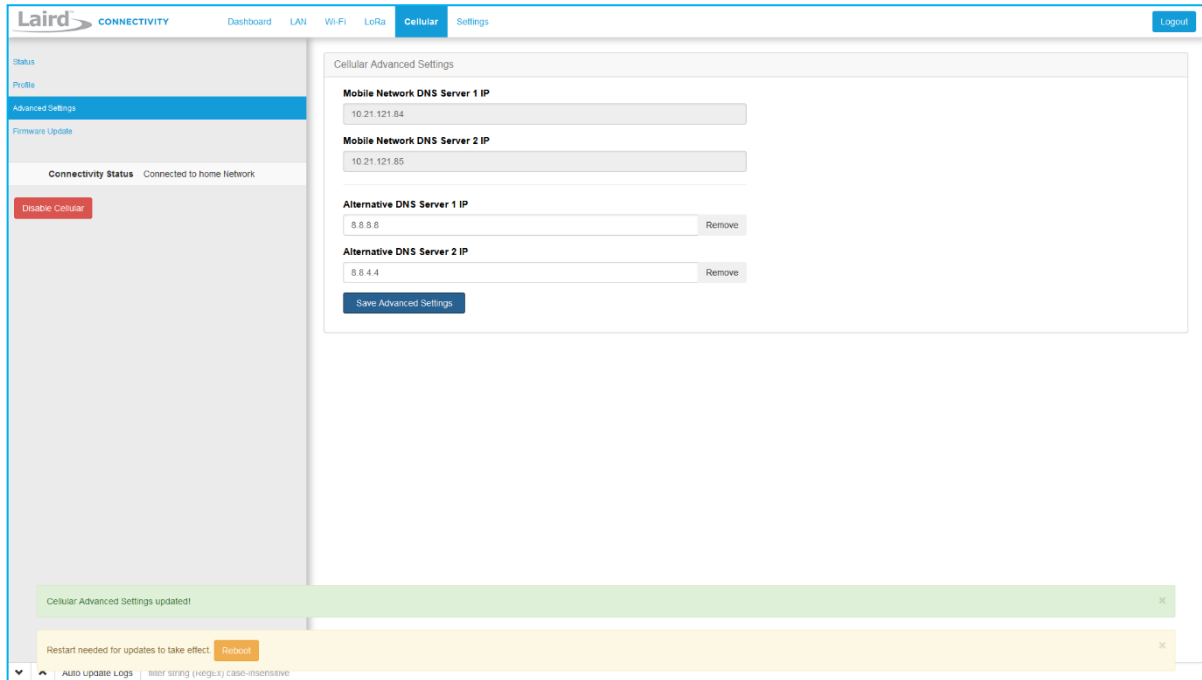 Laird™ CONNECTIVITY Dashboard LAN Wi-Fi LoRa Cellular Settings Logout
Status
Profile
Advanced Settings
Firmware Update
Connectivity Status Connected to home Network
Disable Cellular
Cellular Advanced Settings
Mobile Network DNS Server 1 IP
10.21.121.84
Mobile Network DNS Server 2 IP
10.21.121.85
Alternative DNS Server 1 IP
8.8.8.8 Remove
Alternative DNS Server 2 IP
8.8.4.4 Remove
Save Advanced Settings
Cellular Advanced Settings updated! ×
Restart needed for updates to take effect. Reboot ×
Auto Update Logs filter string (RegEx) case-insensitive